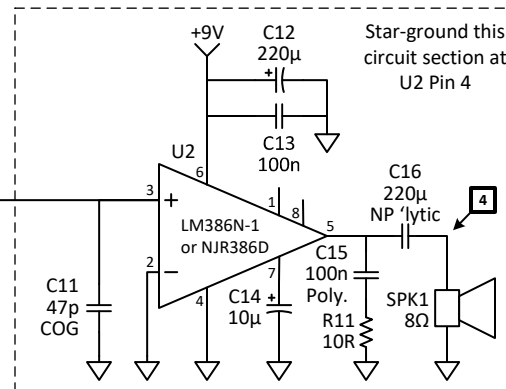 +9V
C12
220µ
+
Star-ground this
circuit section at
U2 Pin 4
C13
100n
U2
6
3
+
1
8
LM386N-1
or NJR386D
5
2
−
7
4
C16
220µ
NP 'lytic
4
C11
47p
COG
C14
10µ
+
C15
100n
Poly.
R11
10R
SPK1
8Ω